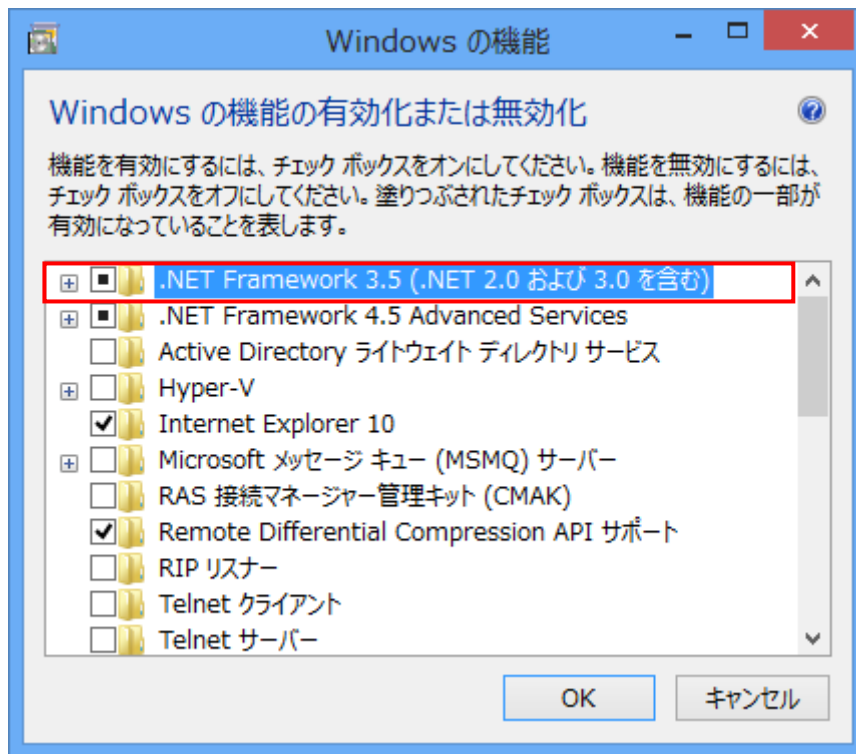 Windows の機能
Windows の機能の有効化または無効化
機能を有効にするには、チェック ボックスをオンにしてください。機能を無効にするには、
チェック ボックスをオフにしてください。塗りつぶされたチェック ボックスは、機能の一部が
有効になっていることを表します。
.NET Framework 3.5 (.NET 2.0 および 3.0 を含む)
.NET Framework 4.5 Advanced Services
Active Directory ライトウェイト ディレクトリ サービス
Hyper-V
Internet Explorer 10
Microsoft メッセージ キュー (MSMQ) サーバー
RAS 接続マネージャー管理キット (CMAK)
Remote Differential Compression API サポート
RIP リスナー
Telnet クライアント
Telnet サーバー
OK
キャンセル